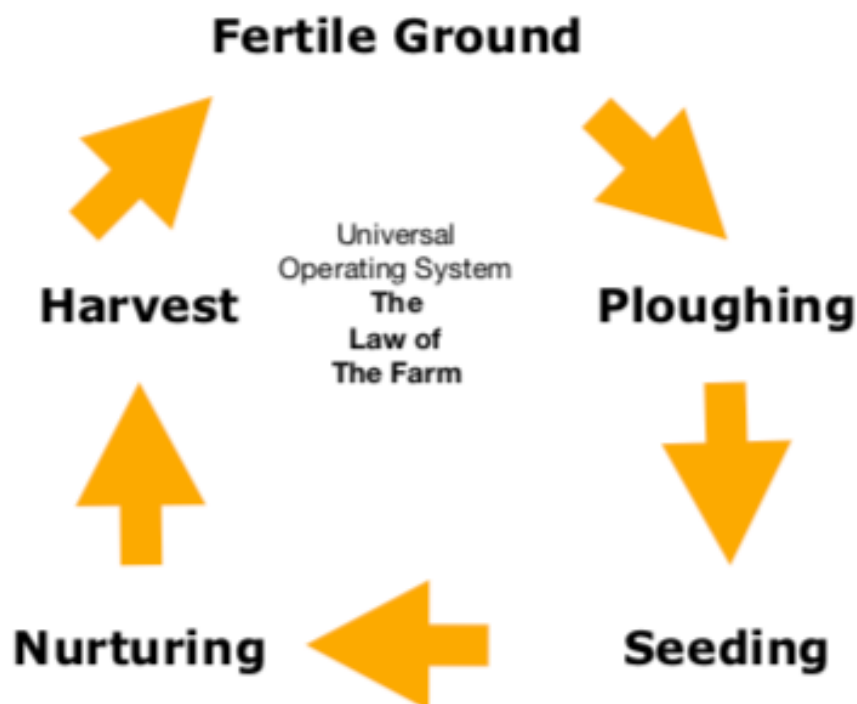 Fertile Ground
Universal
Operating System
The
Law of
The Farm
Harvest
Ploughing
Nurturing
Seeding